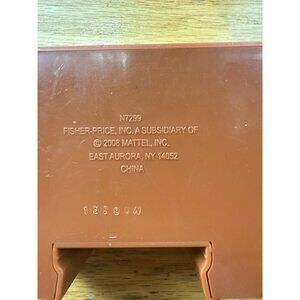 N7299
FISHER-PRICE, INC. A SUBSIDIARY OF
© 2008 MATTEL, INC.
EAST AURORA, NY 14052
CHINA